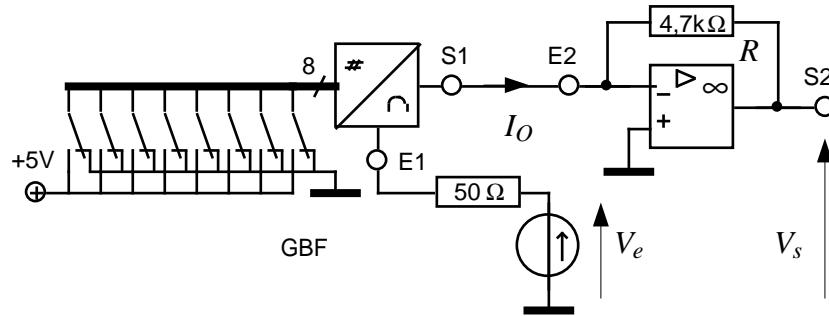 4,7kΩ
R
8
#
∩
S1
E2
S2
▷ ∞
-
+
I_O
+5V
E1
50 Ω
GBF
V_e
V_s